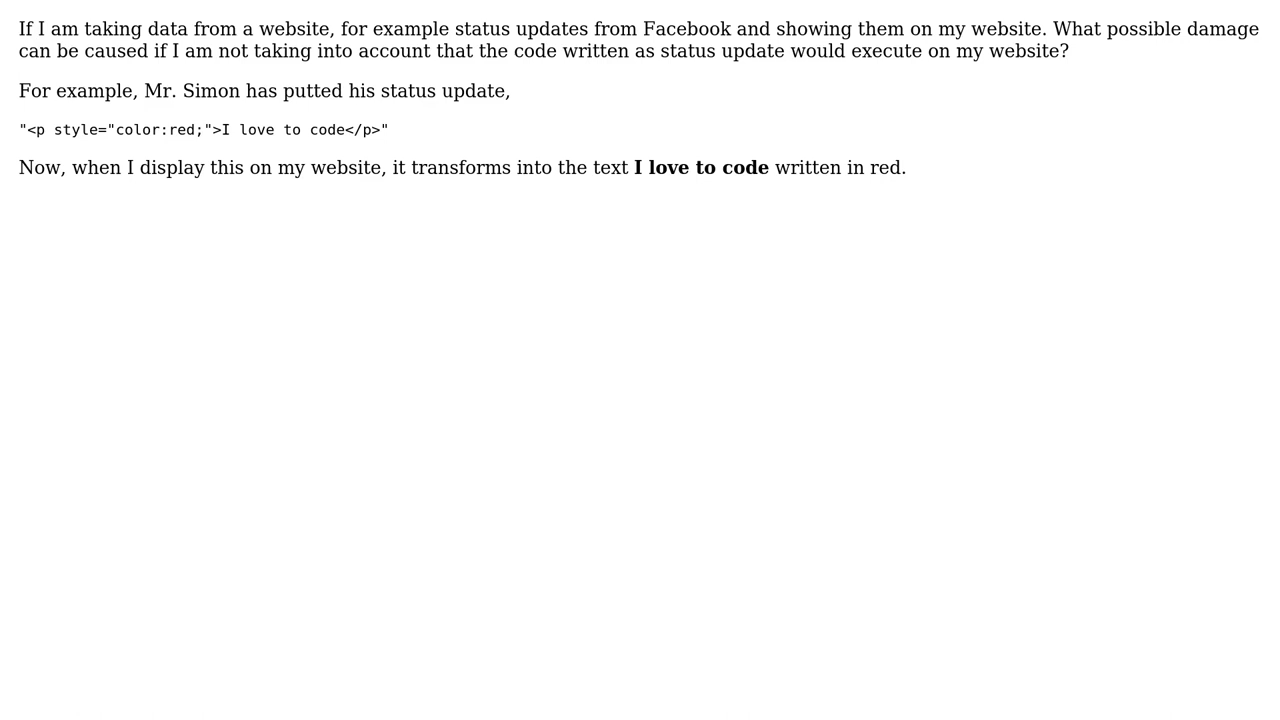 If I am taking data from a website, for example status updates from Facebook and showing them on my website. What possible damage
can be caused if I am not taking into account that the code written as status update would execute on my website?
For example, Mr. Simon has putted his status update,
"<p style="color:red;">I love to code</p>"
Now, when I display this on my website, it transforms into the text I love to code written in red.